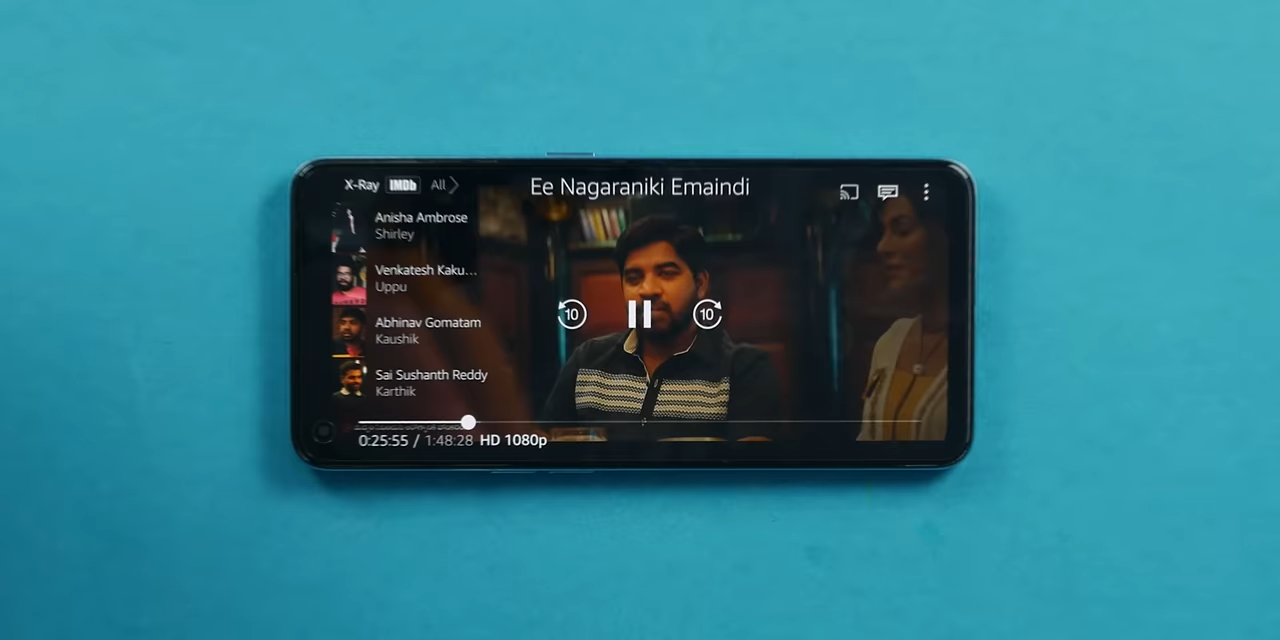 X-Ray IMDb All
Ee Nagaraniki Emaindi
Anisha Ambrose
Shirley
Venkatesh Kaku...
Uppu
Abhinav Gomatam
Kaushik
Sai Sushanth Reddy
Karthik
10
10
0:25:55 / 1:48:28 HD 1080p